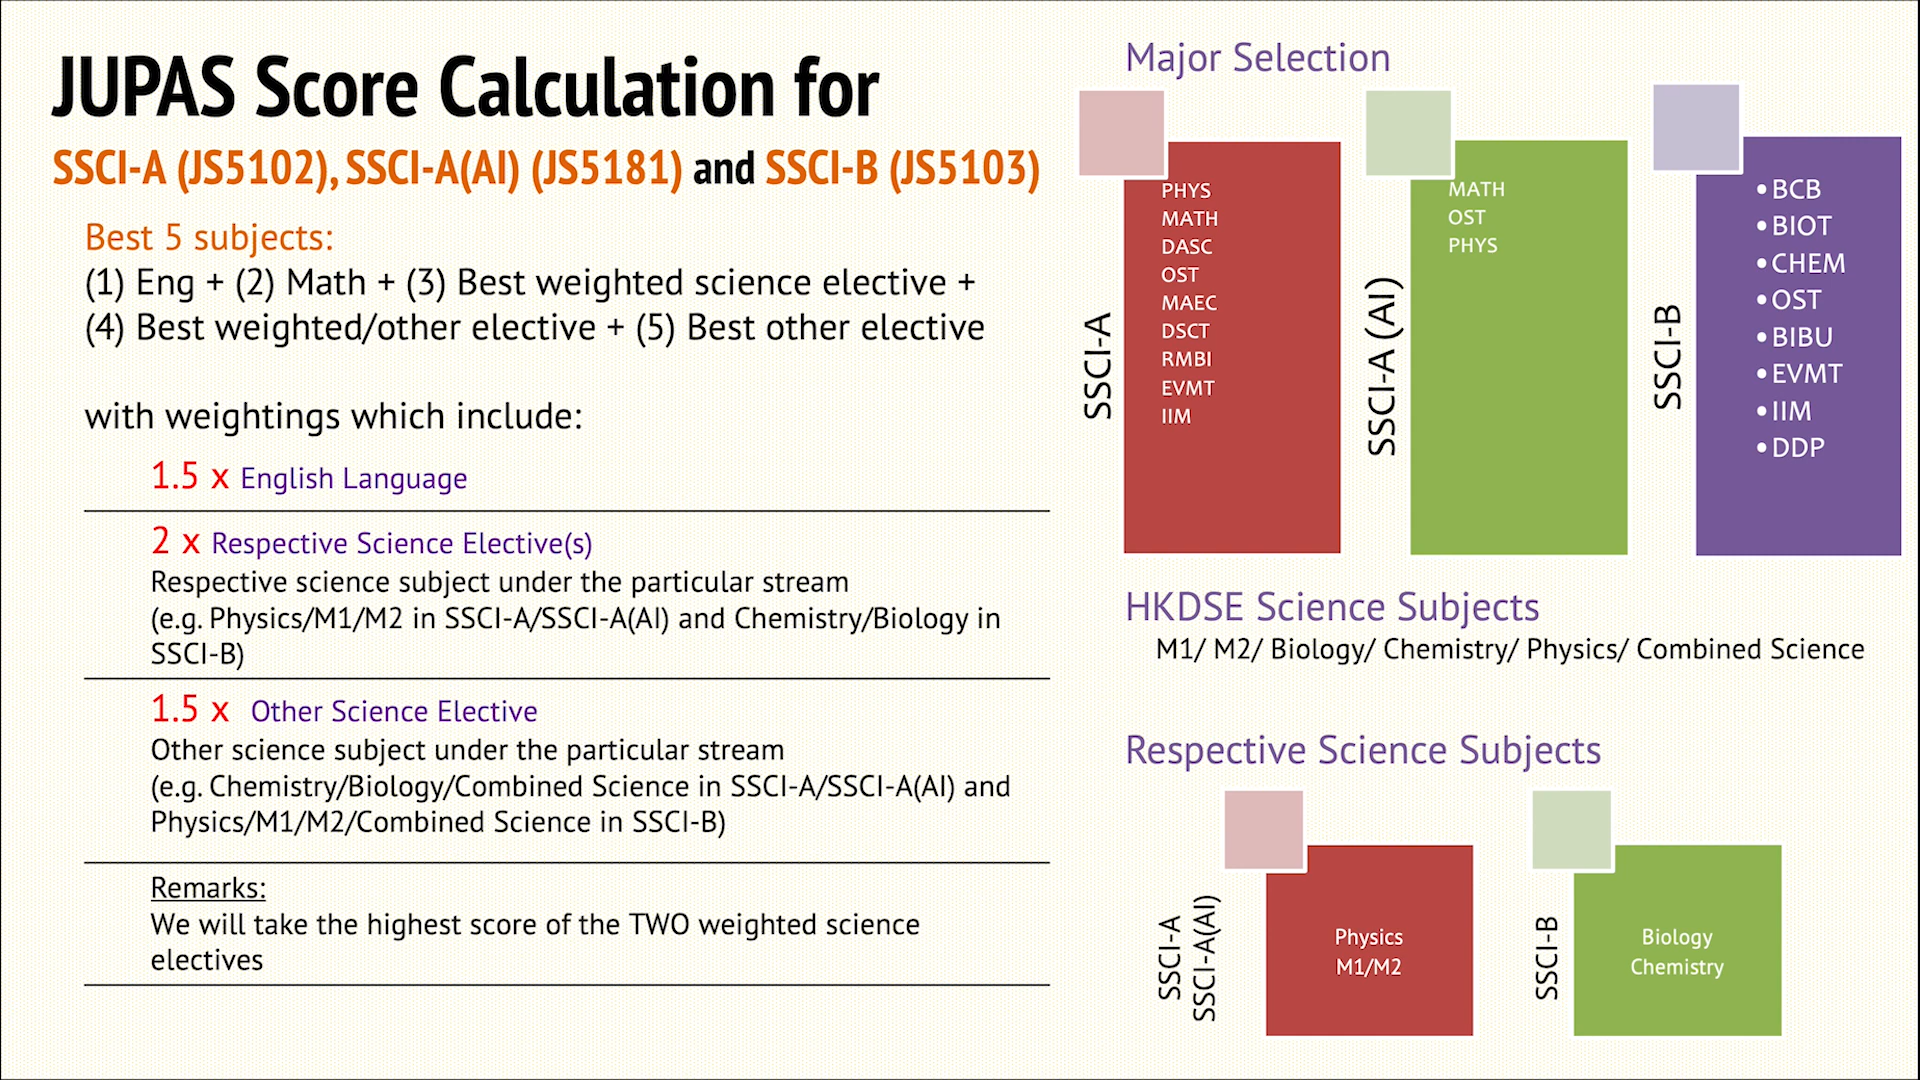 JUPAS Score Calculation for
SSCI-A (JS5102), SSCI-A(AI) (JS5181) and SSCI-B (JS5103)
Best 5 subjects:
(1) Eng + (2) Math + (3) Best weighted science elective +
(4) Best weighted/other elective + (5) Best other elective
with weightings which include:
1.5 x English Language
2 x Respective Science Elective(s)
Respective science subject under the particular stream
(e.g. Physics/M1/M2 in SSCI-A/SSCI-A(AI) and Chemistry/Biology in
SSCI-B)
1.5 x Other Science Elective
Other science subject under the particular stream
(e.g. Chemistry/Biology/Combined Science in SSCI-A/SSCI-A(AI) and
Physics/M1/M2/Combined Science in SSCI-B)
Remarks:
We will take the highest score of the TWO weighted science
electives
Major Selection
SSCI-A
PHYS
MATH
DASC
OST
MAEC
DSCT
RMBI
EVMT
IIM
SSCI-A (AI)
MATH
OST
PHYS
SSCI-B
• BCB
• BIOT
• CHEM
• OST
• BIBU
• EVMT
• IIM
• DDP
HKDSE Science Subjects
M1/ M2/ Biology/ Chemistry/ Physics/ Combined Science
Respective Science Subjects
SSCI-A
SSCI-A(AI)
Physics
M1/M2
SSCI-B
Biology
Chemistry